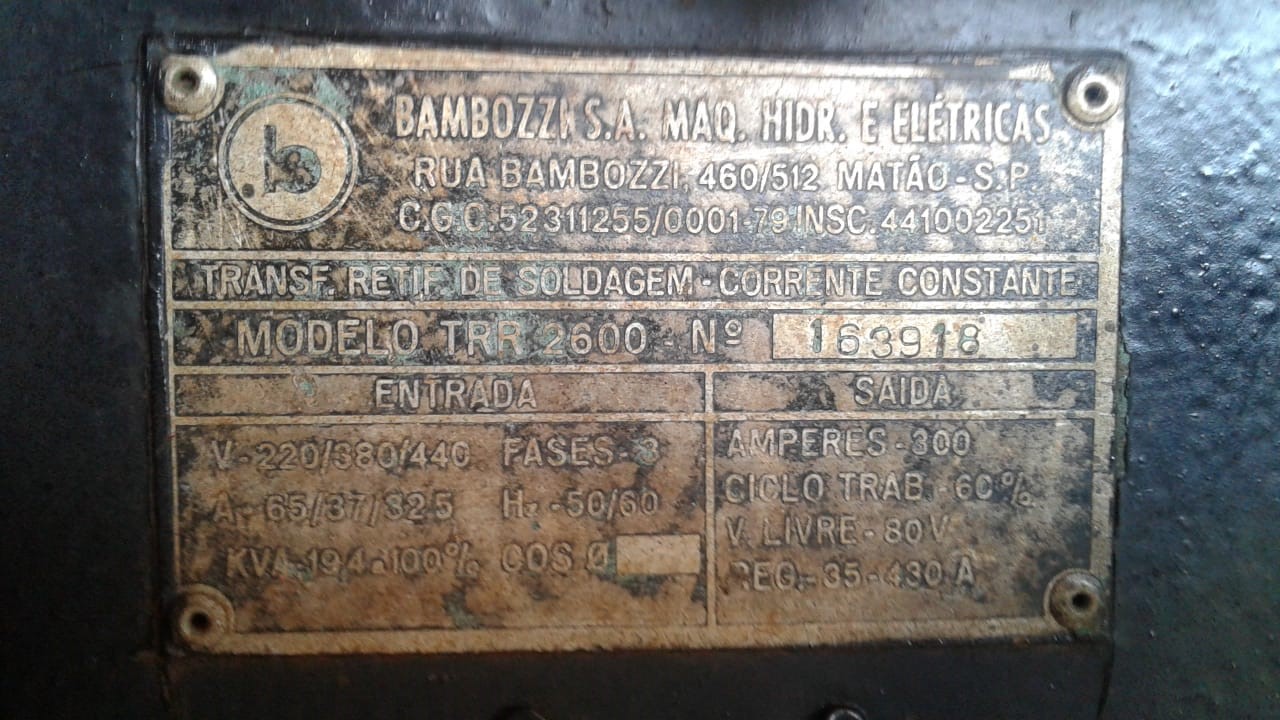 b
BAMBOZZI S.A. MAQ. HIDR. E ELÉTRICAS
RUA BAMBOZZI, 460/512 MATÃO - S.P.
C.G.C. 52311255/0001-79 INSC. 441002251
TRANSF. RETIF. DE SOLDAGEM - CORRENTE CONSTANTE
MODELO TRR 2600 - Nº 163918
ENTRADA
SAIDA
V - 220/380/440 FASES - 3
A. - 65/37/32.5 Hz - 50/60
KVA - 19.4 - 100% COS Ø
AMPERES - 300
CICLO TRAB. - 60%
V. LIVRE - 80 V
REG. - 35 - 430 A